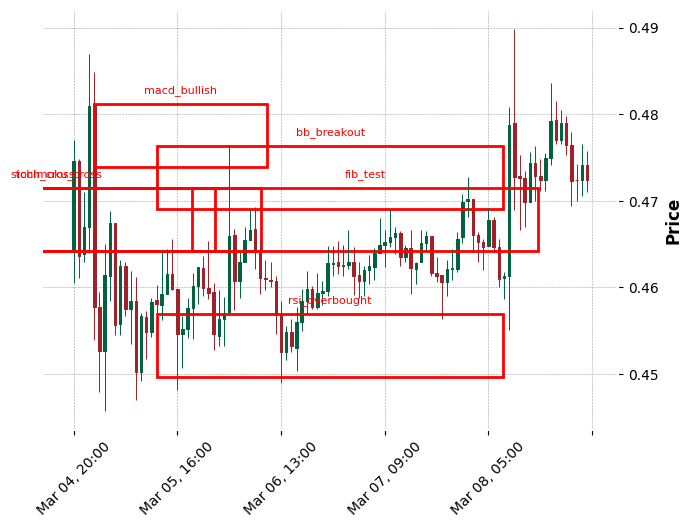 0.49
macd_bullish
0.48
bb_breakout
fib_test
0.47
Price
0.46
rsi_overbought
0.45
Mar 04, 20:00
Mar 05, 16:00
Mar 06, 13:00
Mar 07, 09:00
Mar 08, 05:00